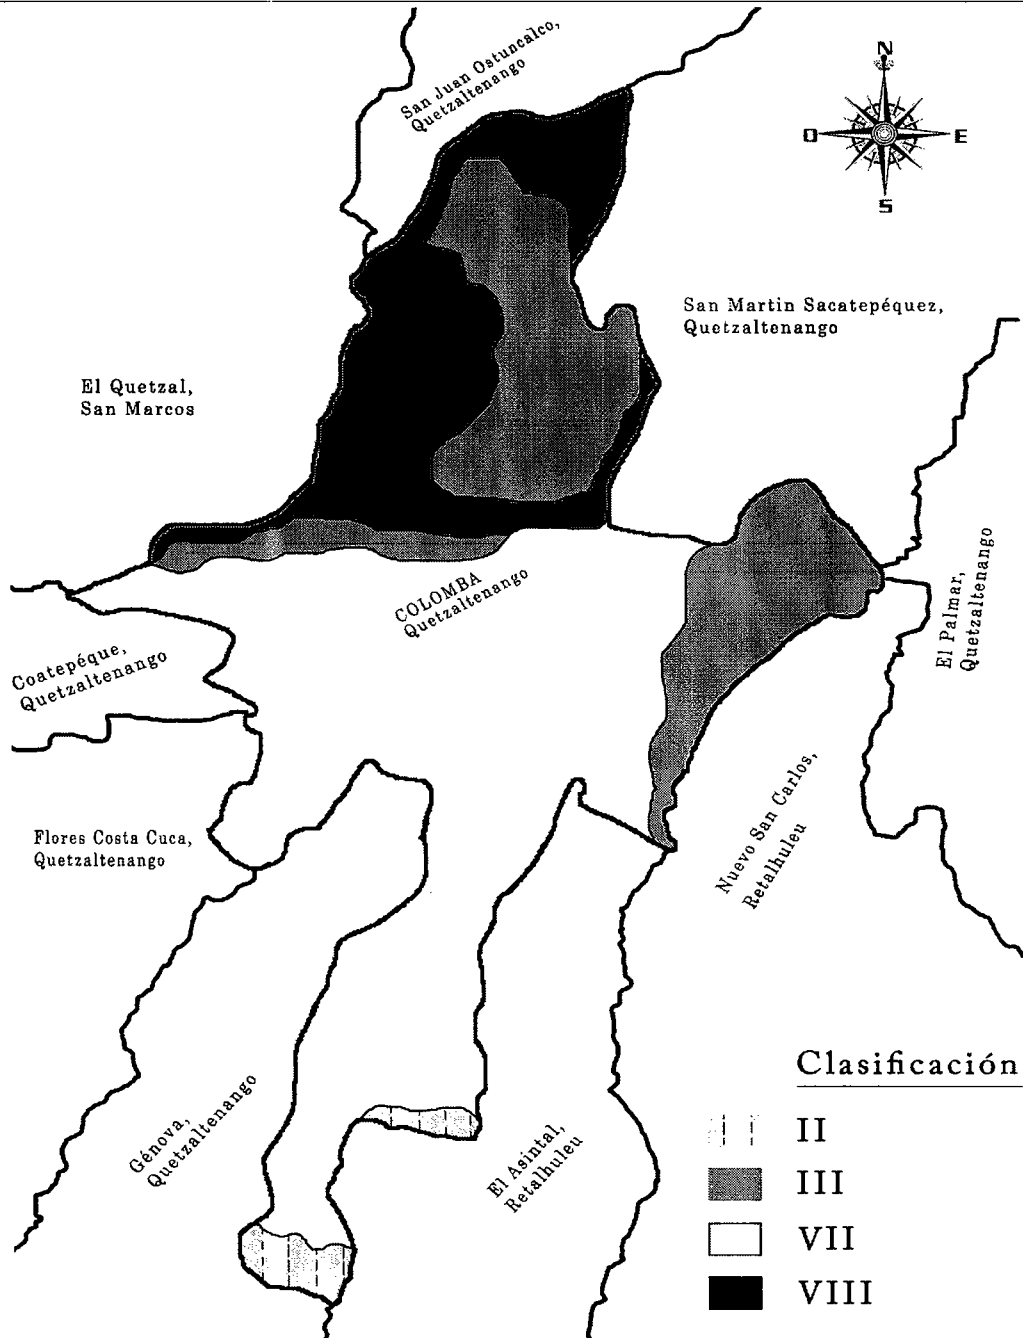 San Juan Ostuncalco,
Quetzaltenango
N
O
E
S
San Martin Sacatepéquez,
Quetzaltenango
El Quetzal,
San Marcos
COLOMBA
Quetzaltenango
El Palmar,
Quetzaltenango
Coatepéque,
Quetzaltenango
Flores Costa Cuca,
Quetzaltenango
Nuevo San Carlos,
Retalhuleu
Génova,
Quetzaltenango
El Asintal,
Retalhuleu
Clasificación
II
III
VII
VIII